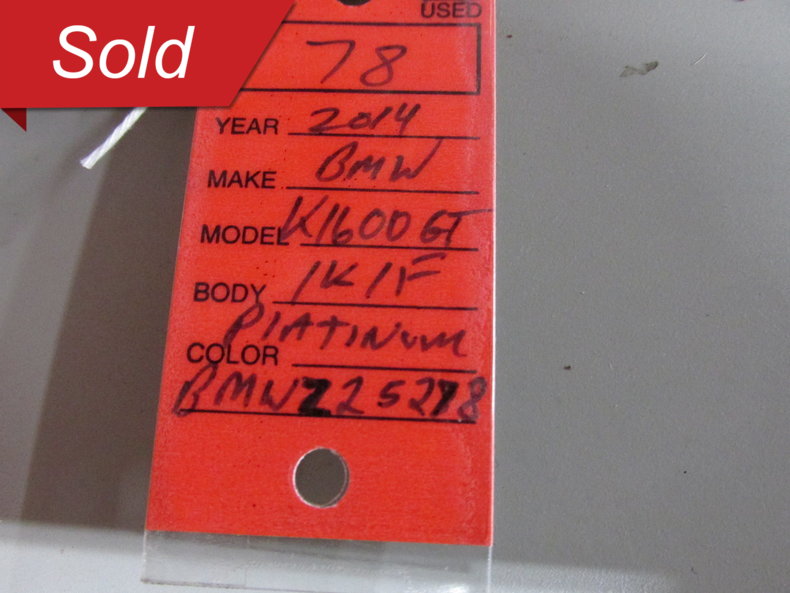 USED
Sold
78
YEAR 2014
MAKE BMW
MODEL K1600GT
BODY 1K1F
COLOR PLATINUM
BMWZ25278